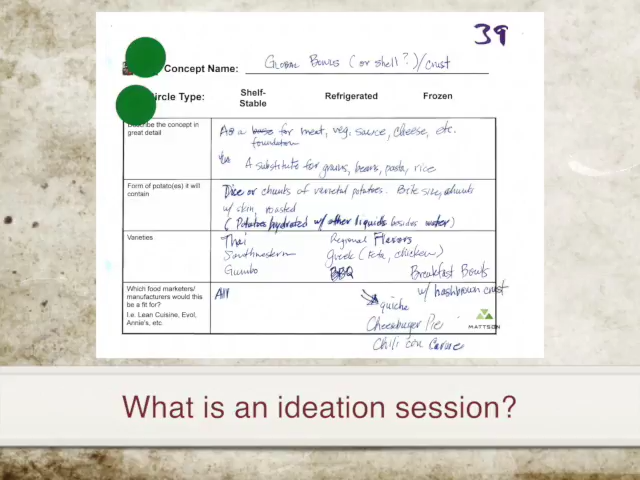 39
Concept Name: Global Bowls (or shell?)/crust
Circle Type:
Shelf-Stable
Refrigerated
Frozen
Describe the concept in great detail
As a base for meat, veg, sauce, cheese, etc.
foundation
A substitute for grains, beans, pasta, rice
Form of potato(es) it will contain
Dice or chunks of varietal potatoes. Bite size, chunks
w/ skin, roasted
(Potatoes hydrated w/ other liquids besides water)
Varieties
Thai
Southwestern
Gumbo
Regional Flavors
Greek (Feta, chicken)
BBQ
Breakfast Bowls
w/ hashbrown crust
quiche
Cheeseburger Pie
Chili con Carne
Which food marketers/manufacturers would this be a fit for?
I.e. Lean Cuisine, Evol, Annie's, etc
All
MATTSON
What is an ideation session?